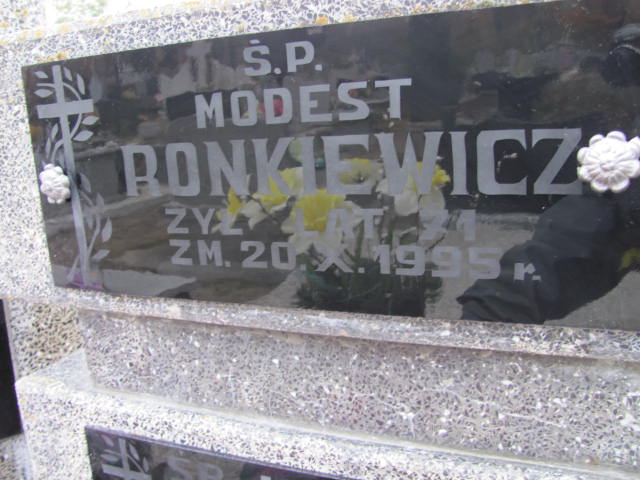 Ś.P.
MODEST
RONKIEWICZ
ŻYŁ LAT 71
ZM. 20.X.1995 r.
Ś.P.